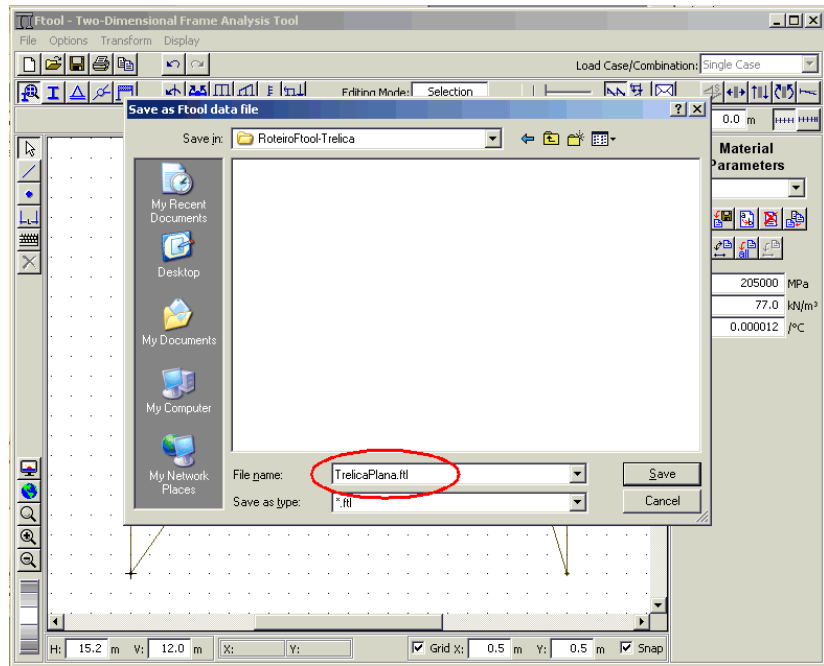 Ftool - Two-Dimensional Frame Analysis Tool
File Options Transform Display
Load Case/Combination: Single Case
Editing Mode: Selection
Save as Ftool data file
0.0 m
Save in: RoteiroFtool-Trelica
Material
Parameters
My Recent
Documents
Desktop
My Documents
My Computer
My Network
Places
all
205000 MPa
77.0 kN/m³
0.000012 /°C
File name: TrelicaPlana.ftl Save
Save as type: *.ftl Cancel
H: 15.2 m V: 12.0 m X: Y: Grid X: 0.5 m Y: 0.5 m Snap